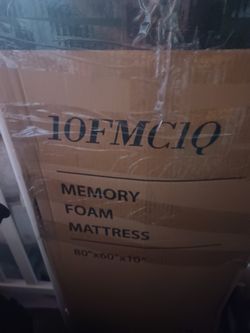 10FMC1Q
MEMORY
FOAM
MATTRESS
80"x60"x10"